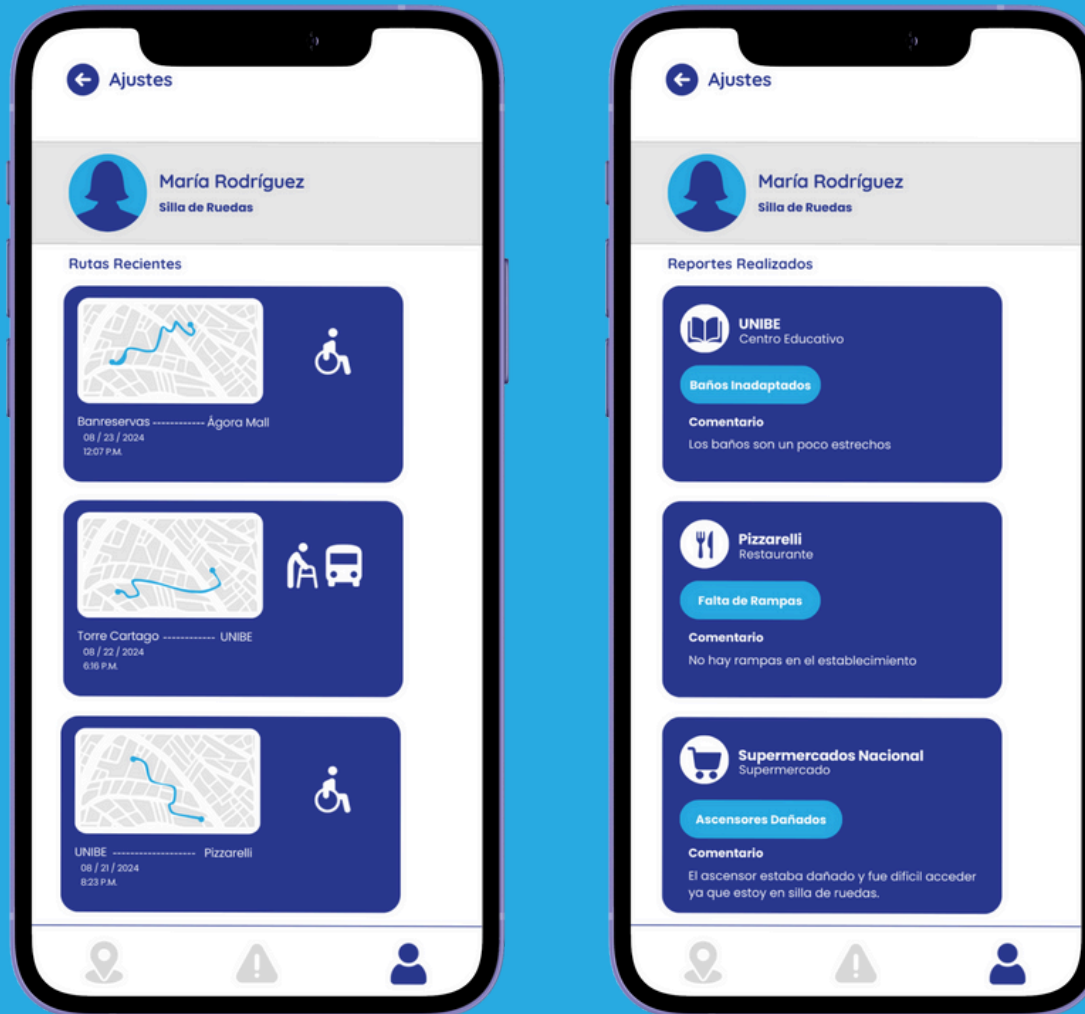 Ajustes
María Rodríguez
Silla de Ruedas
Rutas Recientes
Banreservas ------------ Ágora Mall
08 / 23 / 2024
12:07 P.M.
Torre Cartago ------------ UNIBE
08 / 22 / 2024
6:16 P.M.
UNIBE ------------------- Pizzarelli
08 / 21 / 2024
8:23 P.M.
Ajustes
María Rodríguez
Silla de Ruedas
Reportes Realizados
UNIBE
Centro Educativo
Baños Inadaptados
Comentario
Los baños son un poco estrechos
Pizzarelli
Restaurante
Falta de Rampas
Comentario
No hay rampas en el establecimiento
Supermercados Nacional
Supermercado
Ascensores Dañados
Comentario
El ascensor estaba dañado y fue dificil acceder
ya que estoy en silla de ruedas.